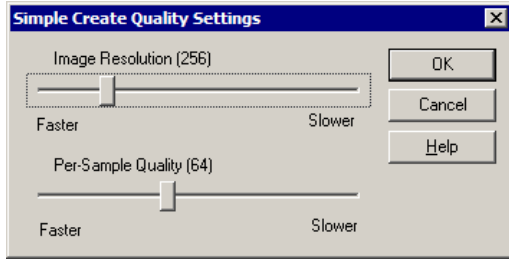 Simple Create Quality Settings
Image Resolution (256)
OK
Faster Slower
Cancel
Help
Per-Sample Quality (64)
Faster Slower